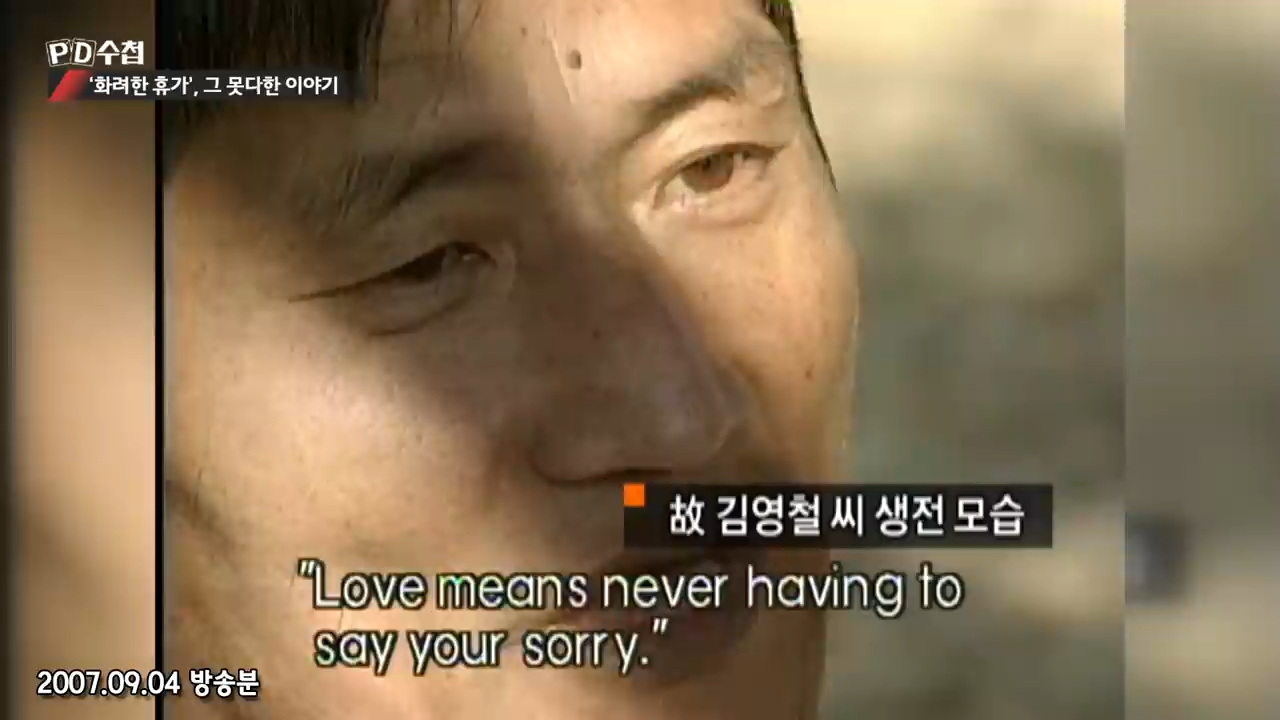 PD수첩
'화려한 휴가', 그 못다한 이야기
故 김영철 씨 생전 모습
"Love means never having to
say your sorry."
2007.09.04 방송분